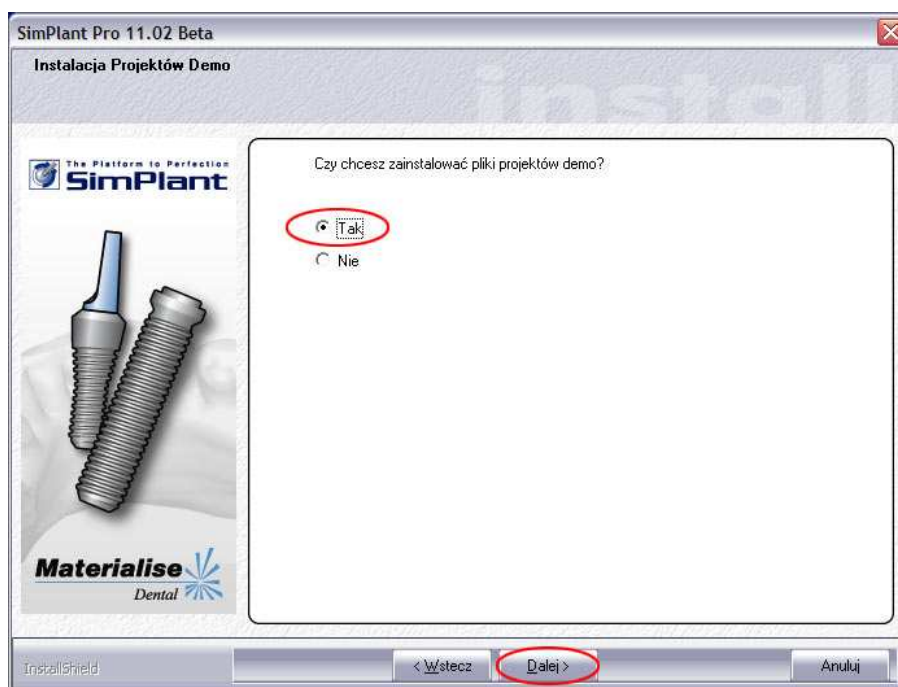 SimPlant Pro 11.02 Beta
Instalacja Projektów Demo
install
The Platform to Perfection
SimPlant
Czy chcesz zainstalować pliki projektów demo?
Tak
Nie
Materialise
Dental
InstallShield
< Wstecz
Dalej >
Anuluj